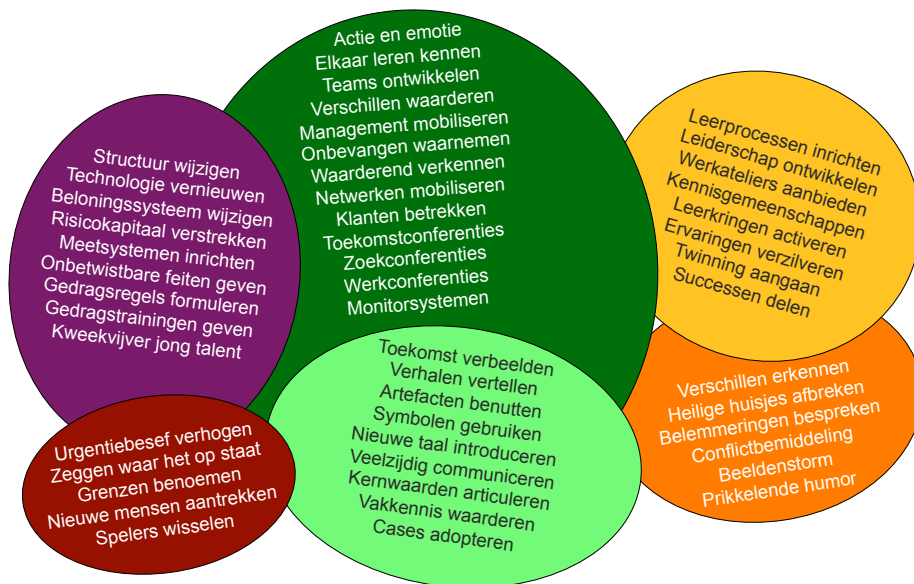 Actie en emotie
Elkaar leren kennen
Teams ontwikkelen
Verschillen waarderen
Management mobiliseren
Onbevangen waarnemen
Waarderend verkennen
Netwerken mobiliseren
Klanten betrekken
Toekomstconferenties
Zoekconferenties
Werkconferenties
Monitorsystemen
Structuur wijzigen
Technologie vernieuwen
Beloningssysteem wijzigen
Risicokapitaal verstrekken
Meetsystemen inrichten
Onbetwistbare feiten geven
Gedragsregels formuleren
Gedragstrainingen geven
Kweekvijver jong talent
Leerprocessen inrichten
Leiderschap ontwikkelen
Werkateliers aanbieden
Kennisgemeenschappen
Leerkringen activeren
Ervaringen verzilveren
Twinning aangaan
Successen delen
Urgentiebesef verhogen
Zeggen waar het op staat
Grenzen benoemen
Nieuwe mensen aantrekken
Spelers wisselen
Toekomst verbeelden
Verhalen vertellen
Artefacten benutten
Symbolen gebruiken
Nieuwe taal introduceren
Veelzijdig communiceren
Kernwaarden articuleren
Vakkennis waarderen
Cases adopteren
Verschillen erkennen
Heilige huisjes afbreken
Belemmeringen bespreken
Conflictbemiddeling
Beeldenstorm
Prikkelende humor